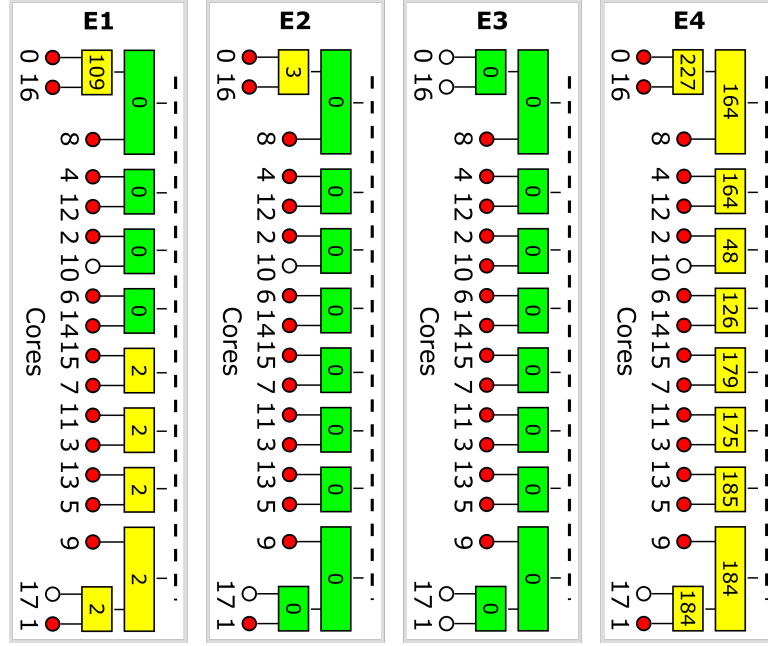 E1
0 16 109 0
8
4 12 0
2 10 0
6 14 0
15 7 2
11 3 2
13 5 2
9 2
17 1 2
Cores
E2
0 16 3 0
8
4 12 0
2 10 0
6 14 0
15 7 0
11 3 0
13 5 0
9 0
17 1 0
Cores
E3
0 16 0 0
8
4 12 0
2 10 0
6 14 0
15 7 0
11 3 0
13 5 0
9 0
17 1 0
Cores
E4
0 16 227 164
8
4 12 164
2 10 48
6 14 126
15 7 179
11 3 175
13 5 185
9 184
17 1 184
Cores